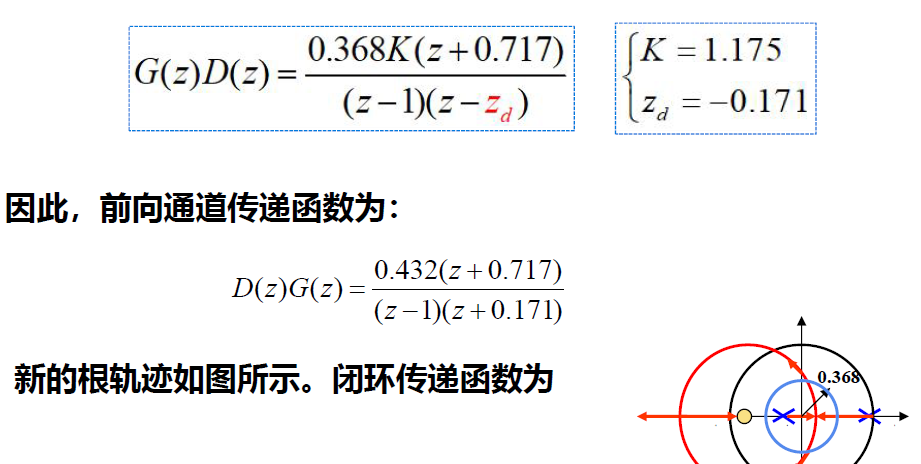 G(z)D(z) = \frac{0.368K(z+0.717)}{(z-1)(z-z_d)}
\begin{cases} K = 1.175 \\ z_d = -0.171 \end{cases}
因此，前向通道传递函数为：
D(z)G(z) = \frac{0.432(z+0.717)}{(z-1)(z+0.171)}
新的根轨迹如图所示。闭环传递函数为
0.368